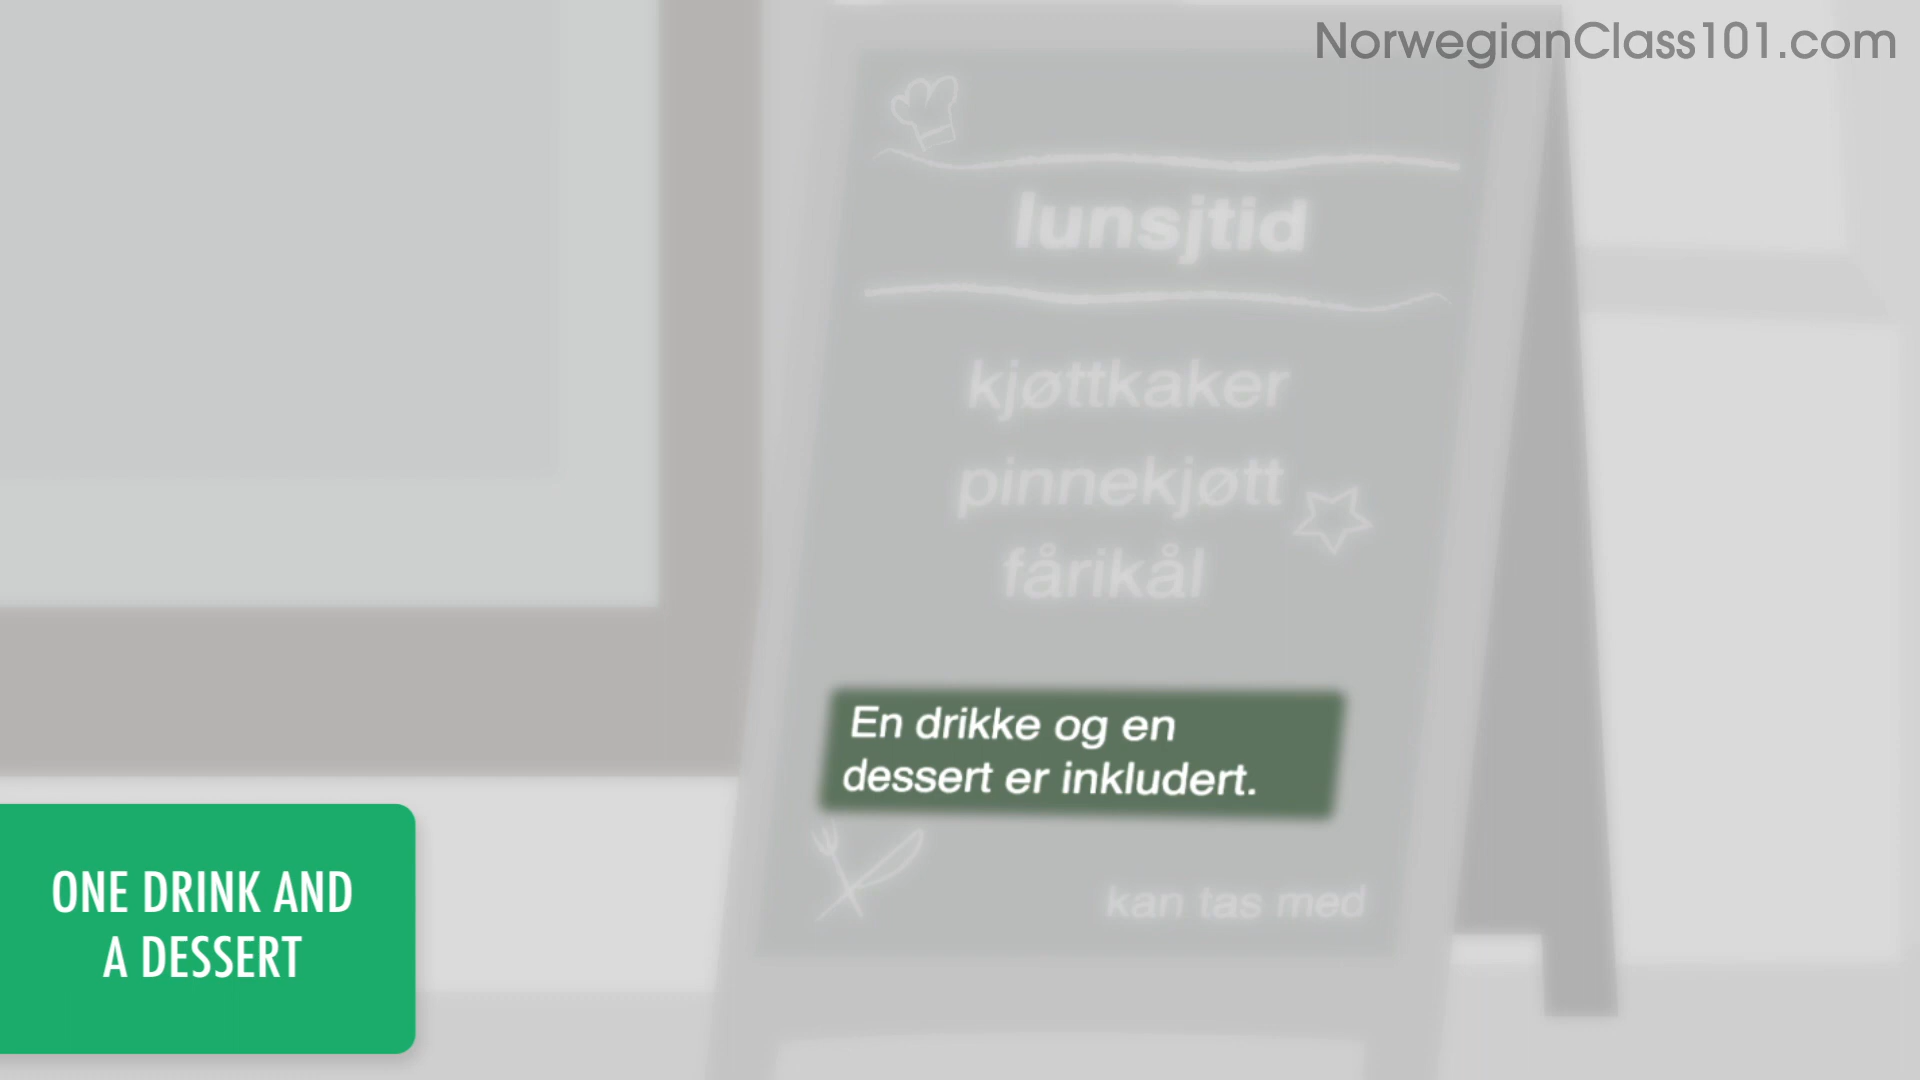 NorwegianClass101.com
lunsjtid
kjøttkaker
pinnekjøtt
fårikål
En drikke og en
dessert er inkludert.
kan tas med
ONE DRINK AND
A DESSERT